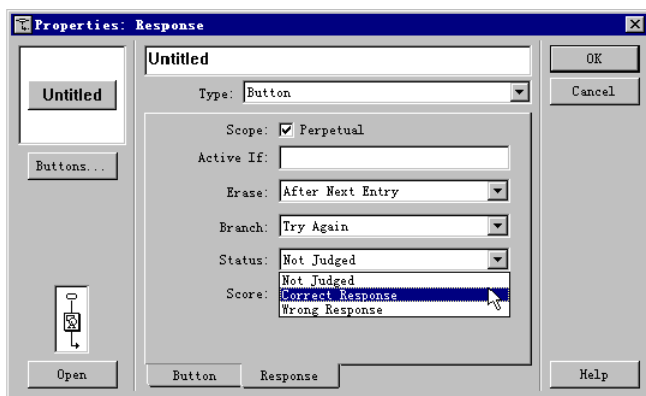 Properties: Response
Untitled
OK
Untitled
Type: Button
Cancel
Scope: Perpetual
Buttons...
Active If:
Erase: After Next Entry
Branch: Try Again
Status: Not Judged
Not Judged
Score: Correct Response
Wrong Response
Open
Button
Response
Help